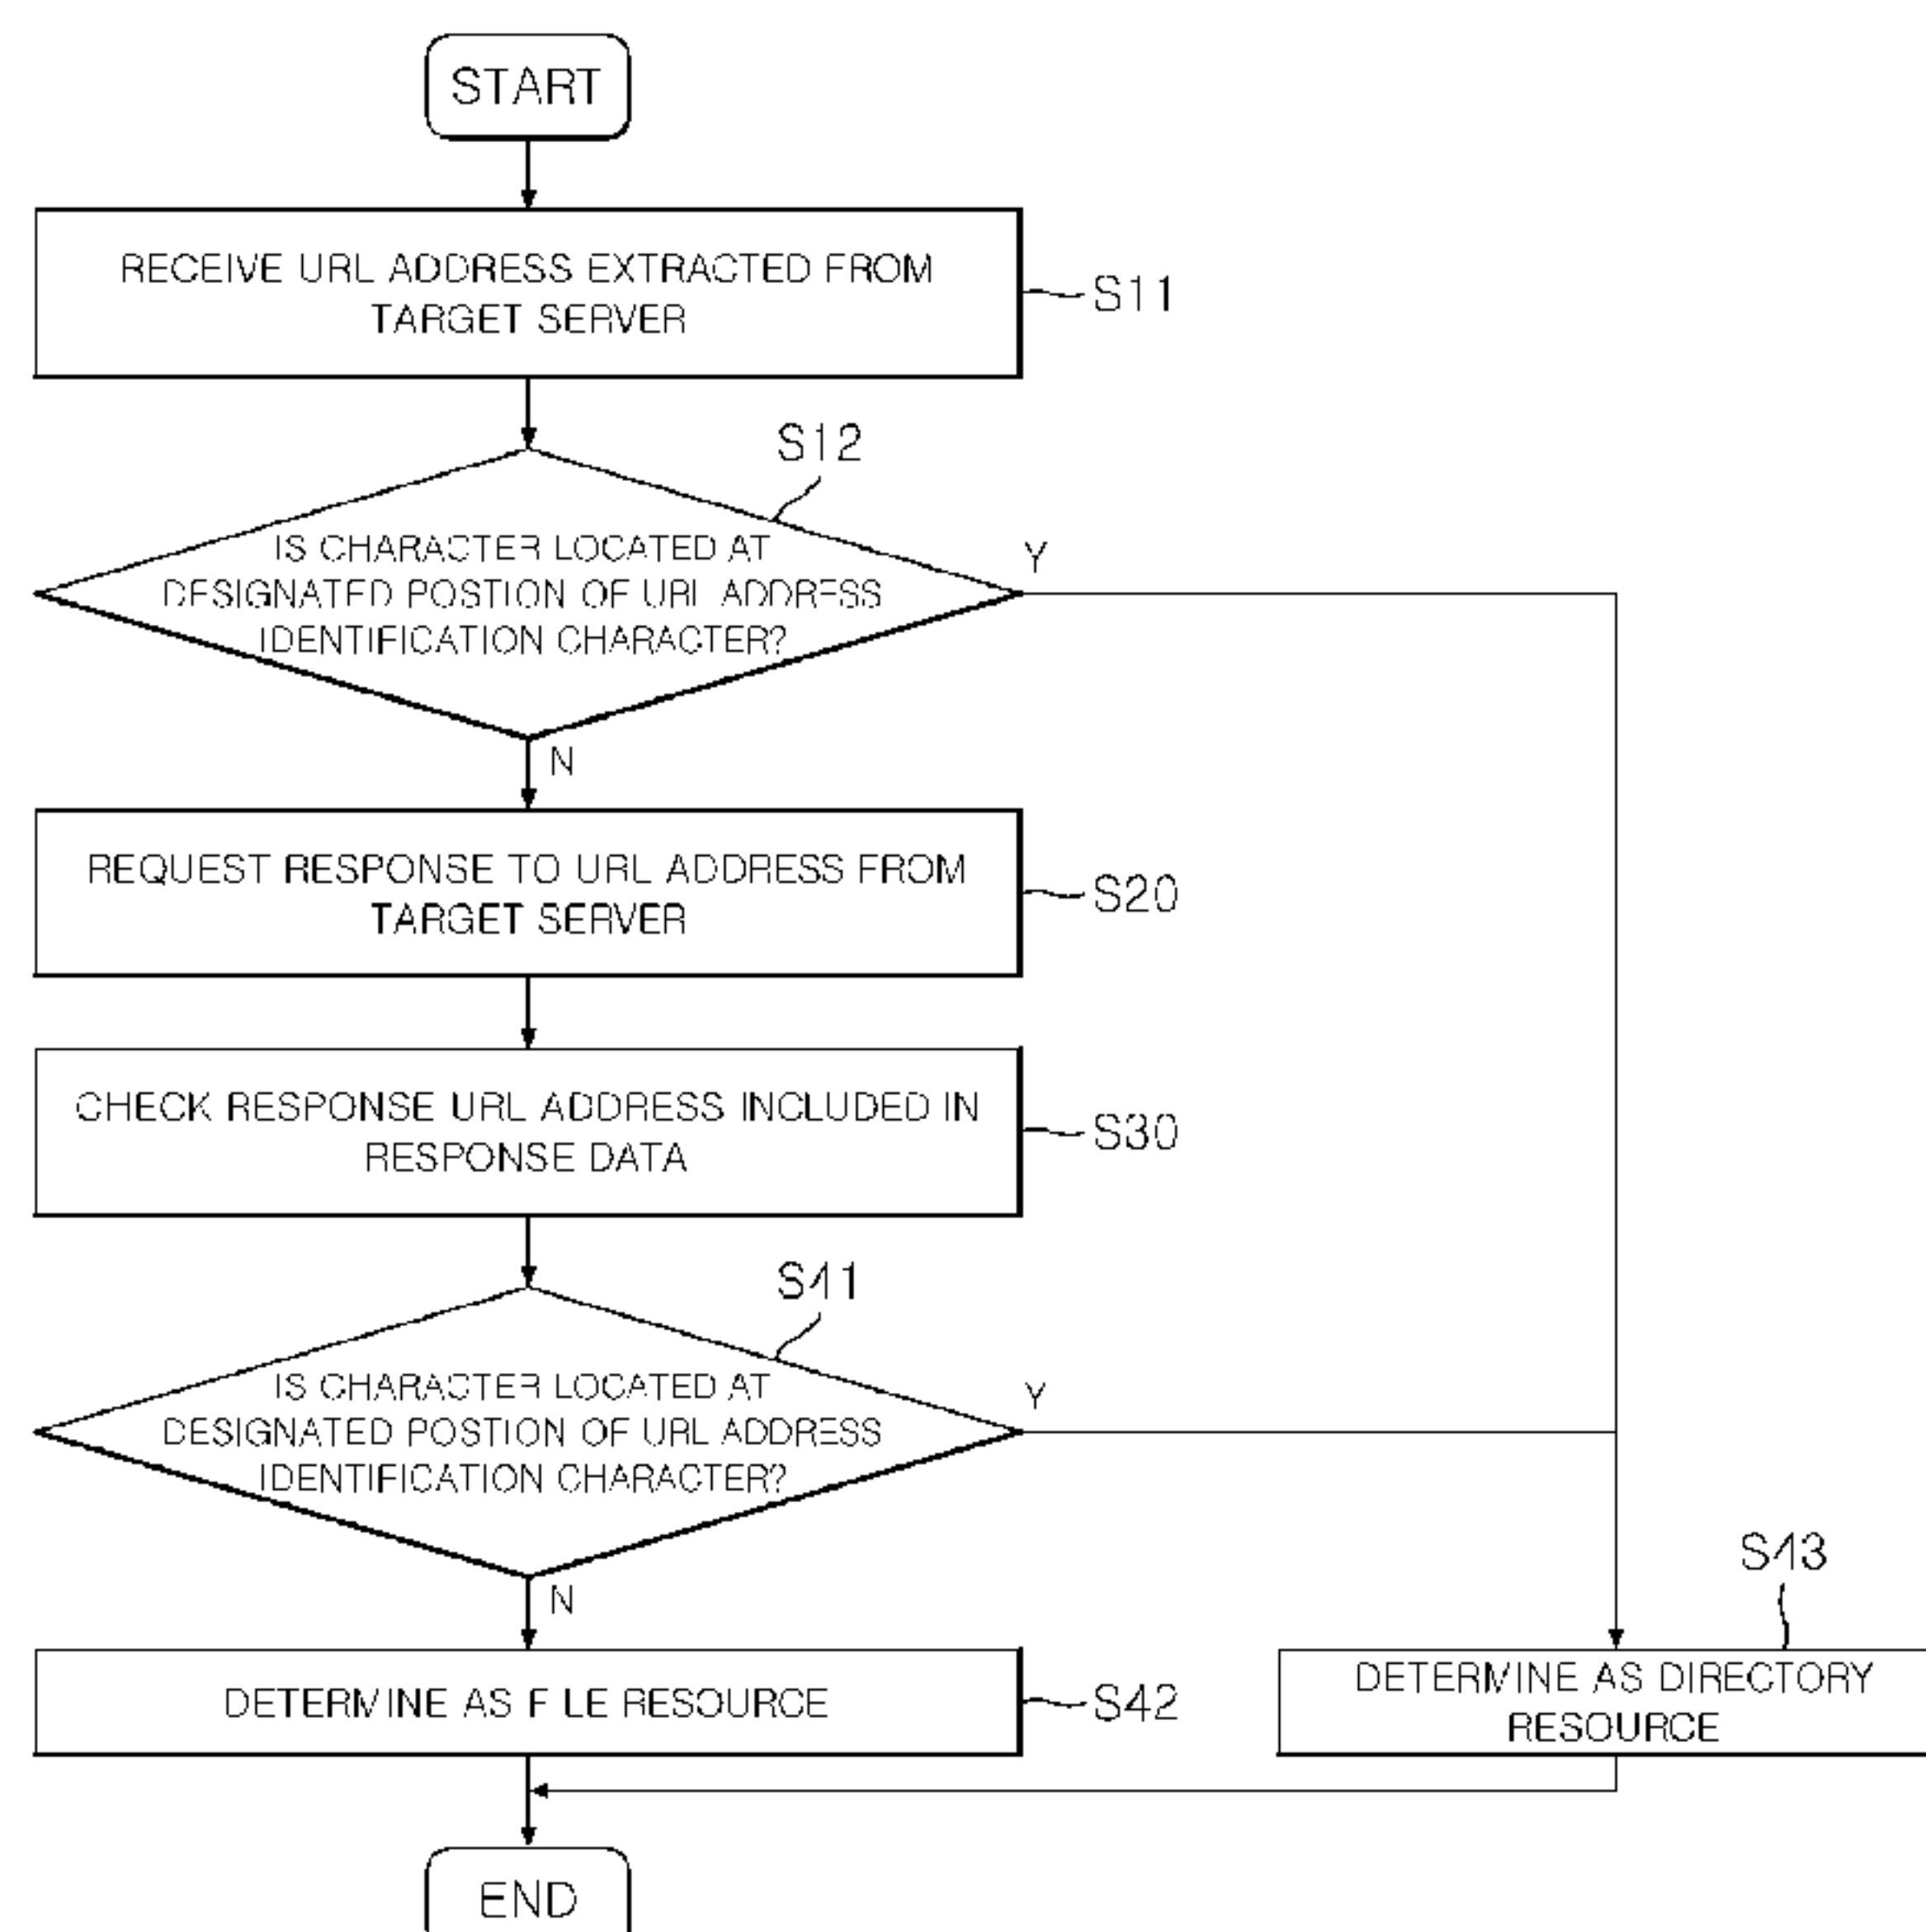 START
RECEIVE URL ADDRESS EXTRACTED FROM
TARGET SERVER
S11
S12
IS CHARACTER LOCATED AT
DESIGNATED POSTION OF URL ADDRESS
IDENTIFICATION CHARACTER?
Y
N
REQUEST RESPONSE TO URL ADDRESS FROM
TARGET SERVER
S20
CHECK RESPONSE URL ADDRESS INCLUDED IN
RESPONSE DATA
S30
S41
IS CHARACTER LOCATED AT
DESIGNATED POSTION OF URL ADDRESS
IDENTIFICATION CHARACTER?
Y
N
S43
DETERMINE AS FILE RESOURCE
S42
DETERMINE AS DIRECTORY
RESOURCE
END